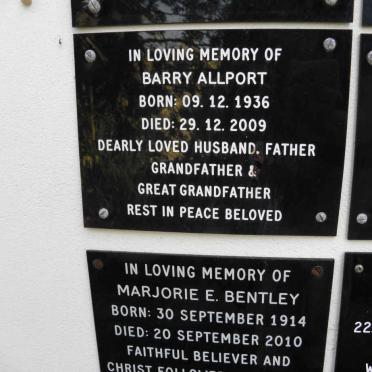 IN LOVING MEMORY OF
BARRY ALLPORT
BORN: 09. 12. 1936
DIED: 29. 12. 2009
DEARLY LOVED HUSBAND, FATHER
GRANDFATHER &
GREAT GRANDFATHER
REST IN PEACE BELOVED
IN LOVING MEMORY OF
MARJORIE E. BENTLEY
BORN: 30 SEPTEMBER 1914
DIED: 20 SEPTEMBER 2010
FAITHFUL BELIEVER AND
CHRIST
22